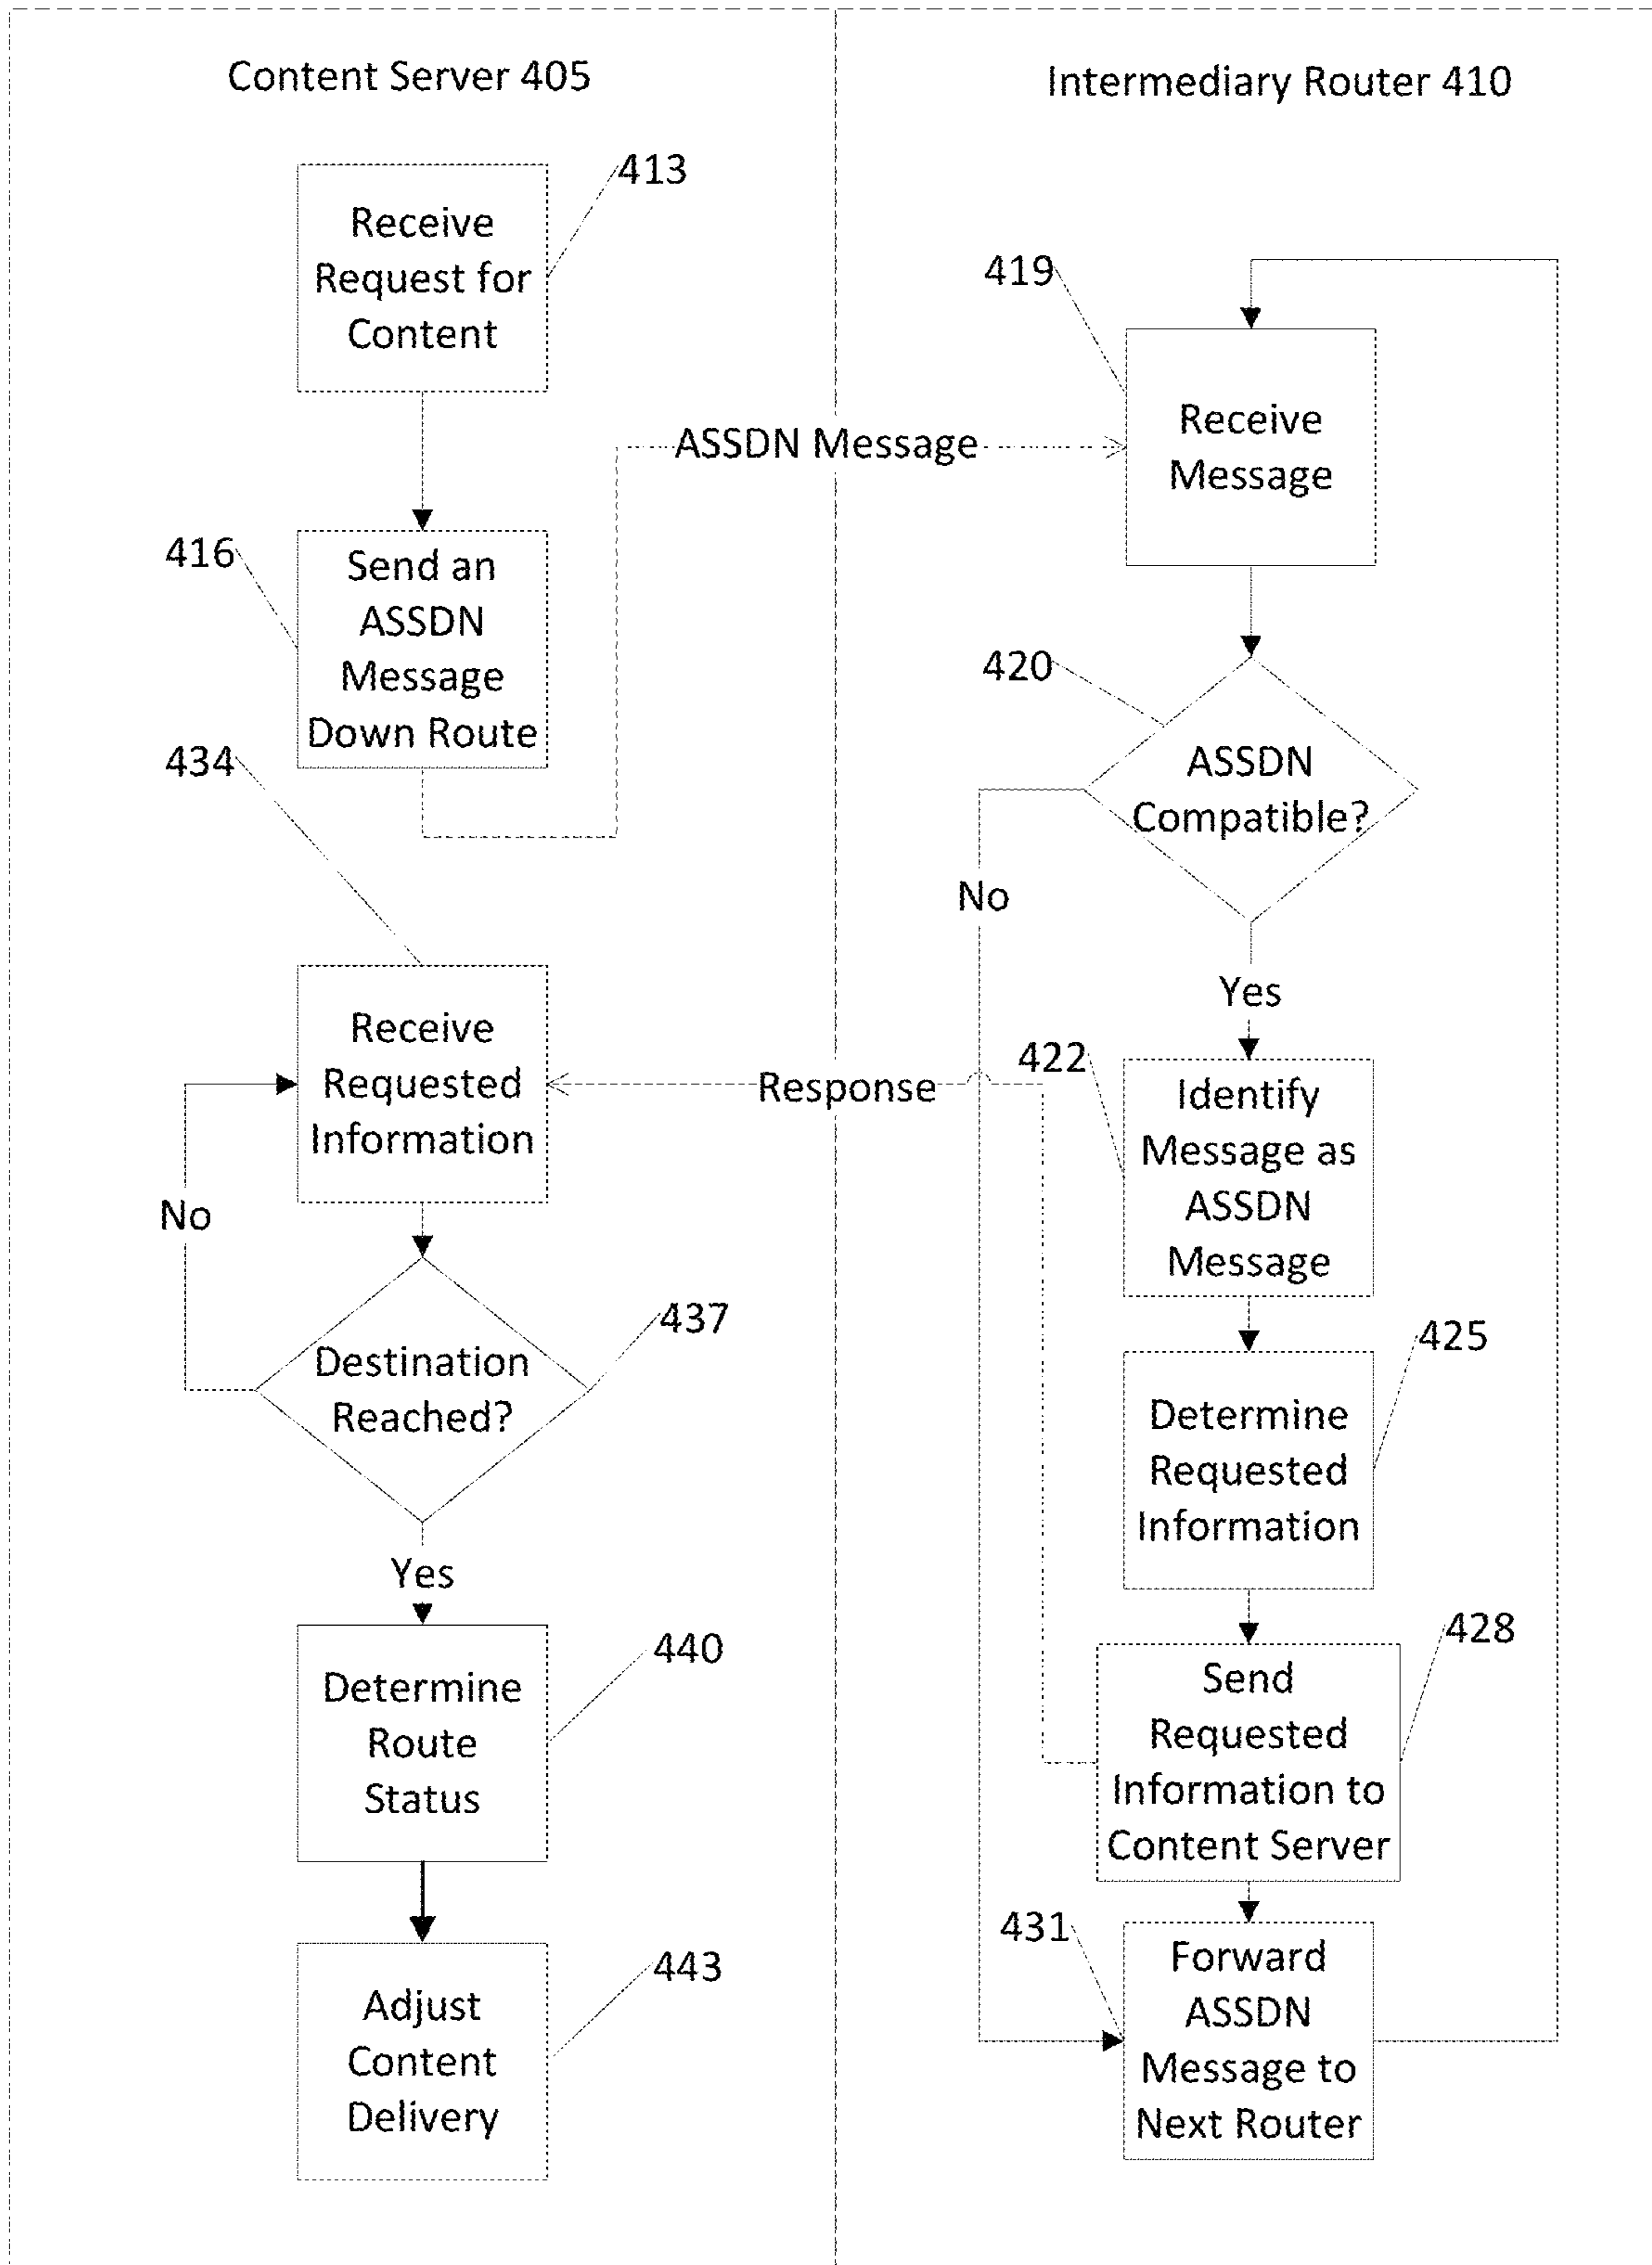 Content Server 405
413
Receive
Request for
Content
416
Send an
ASSDN
Message
Down Route
434
Receive
Requested
Information
No
437
Destination
Reached?
Yes
440
Determine
Route
Status
443
Adjust
Content
Delivery
ASSDN Message
Response
Intermediary Router 410
419
Receive
Message
420
ASSDN
Compatible?
No
Yes
422
Identify
Message as
ASSDN
Message
425
Determine
Requested
Information
428
Send
Requested
Information to
Content Server
431
Forward
ASSDN
Message to
Next Router